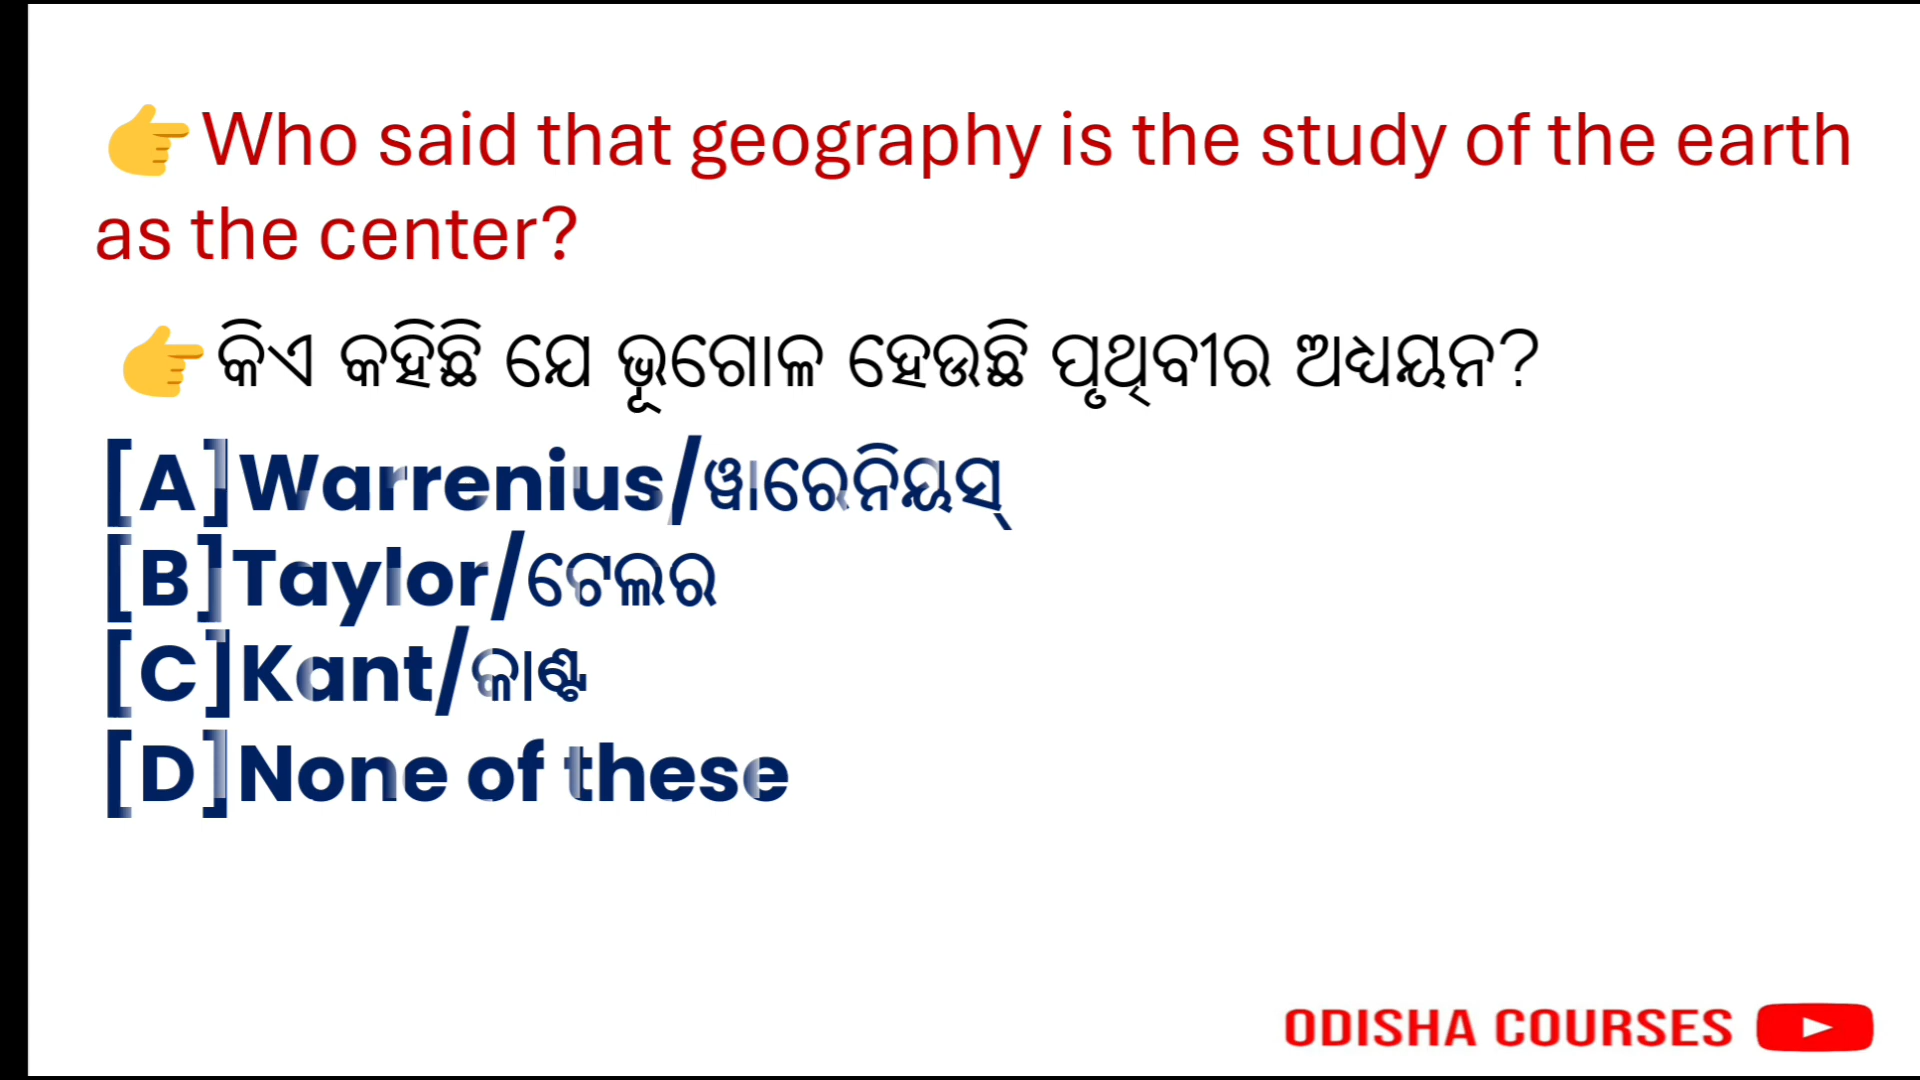 👉Who said that geography is the study of the earth
as the center?
👉କିଏ କହିଛି ଯେ ଭୂଗୋଳ ହେଉଛି ପୃଥିବୀର ଅଧ୍ୟୟନ?
[A]Warrenius/ୱାରେନିୟସ୍
[B]Taylor/ଟେଲର
[C]Kant/କାଣ୍ଟ
[D]None of these
ODISHA COURSES